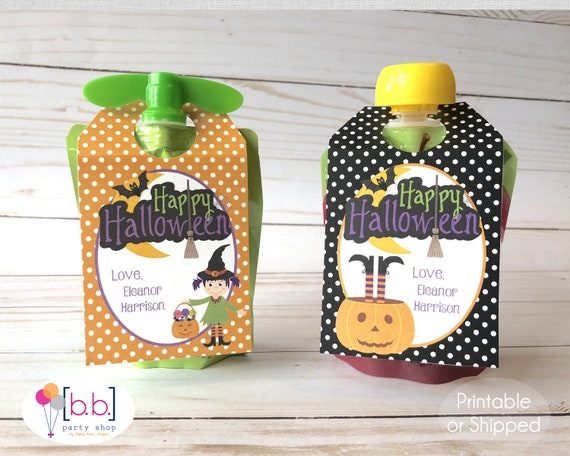 Happy
Halloween
Love,
Eleanor
Harrison
Happy
Halloween
Love,
Eleanor
Harrison
[b.b.]
party shop
Printable
or Shipped